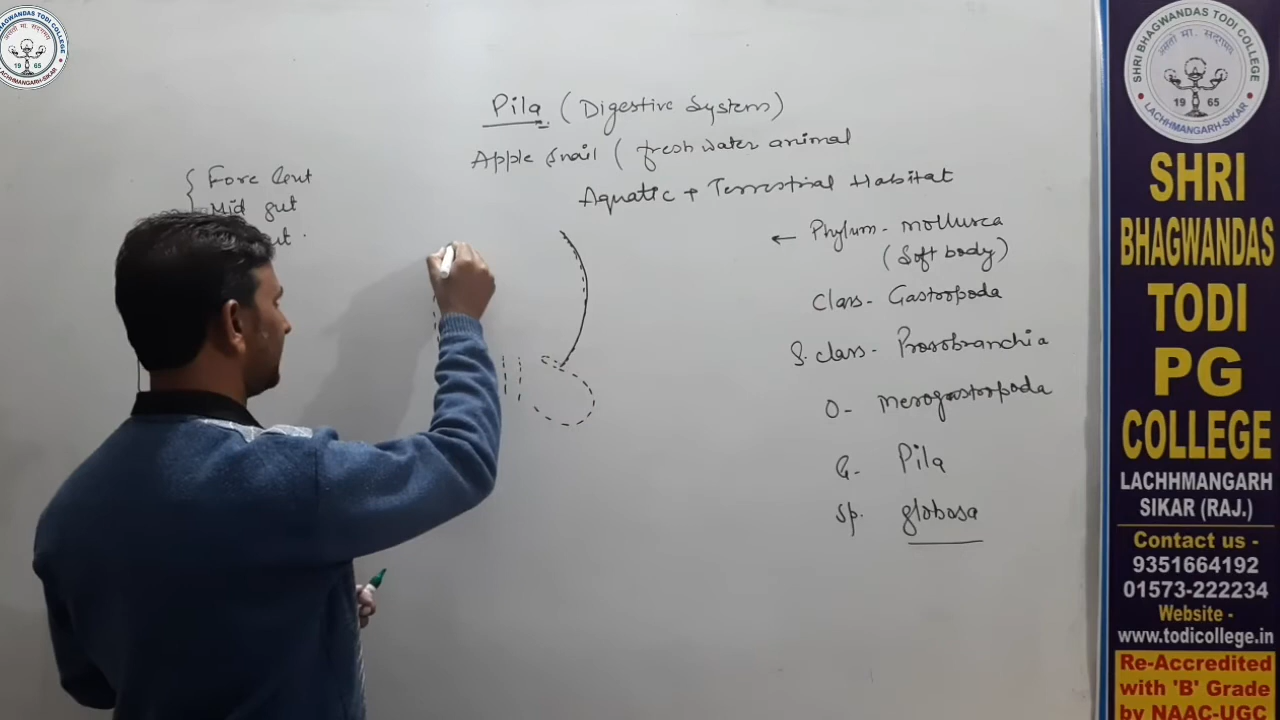 Pila (Digestive System)
Apple Snail ( fresh water animal
Aquatic + Terrestrial Habitat
{ Fore Gut
Mid gut
← Phylum - mollusca
(Soft body)
Class - Gastropoda
S. class - Prosobranchia
O- Mesogastropoda
G. Pila
Sp. globosa
SHRI BHAGWANDAS TODI COLLEGE
1965
LACHHMANGARH-SIKAR
SHRI
BHAGWANDAS
TODI
PG
COLLEGE
LACHHMANGARH
SIKAR (RAJ.)
Contact us -
9351664192
01573-222234
Website -
www.todicollege.in
Re-Accredited
with 'B' Grade
by NAAC-UGC